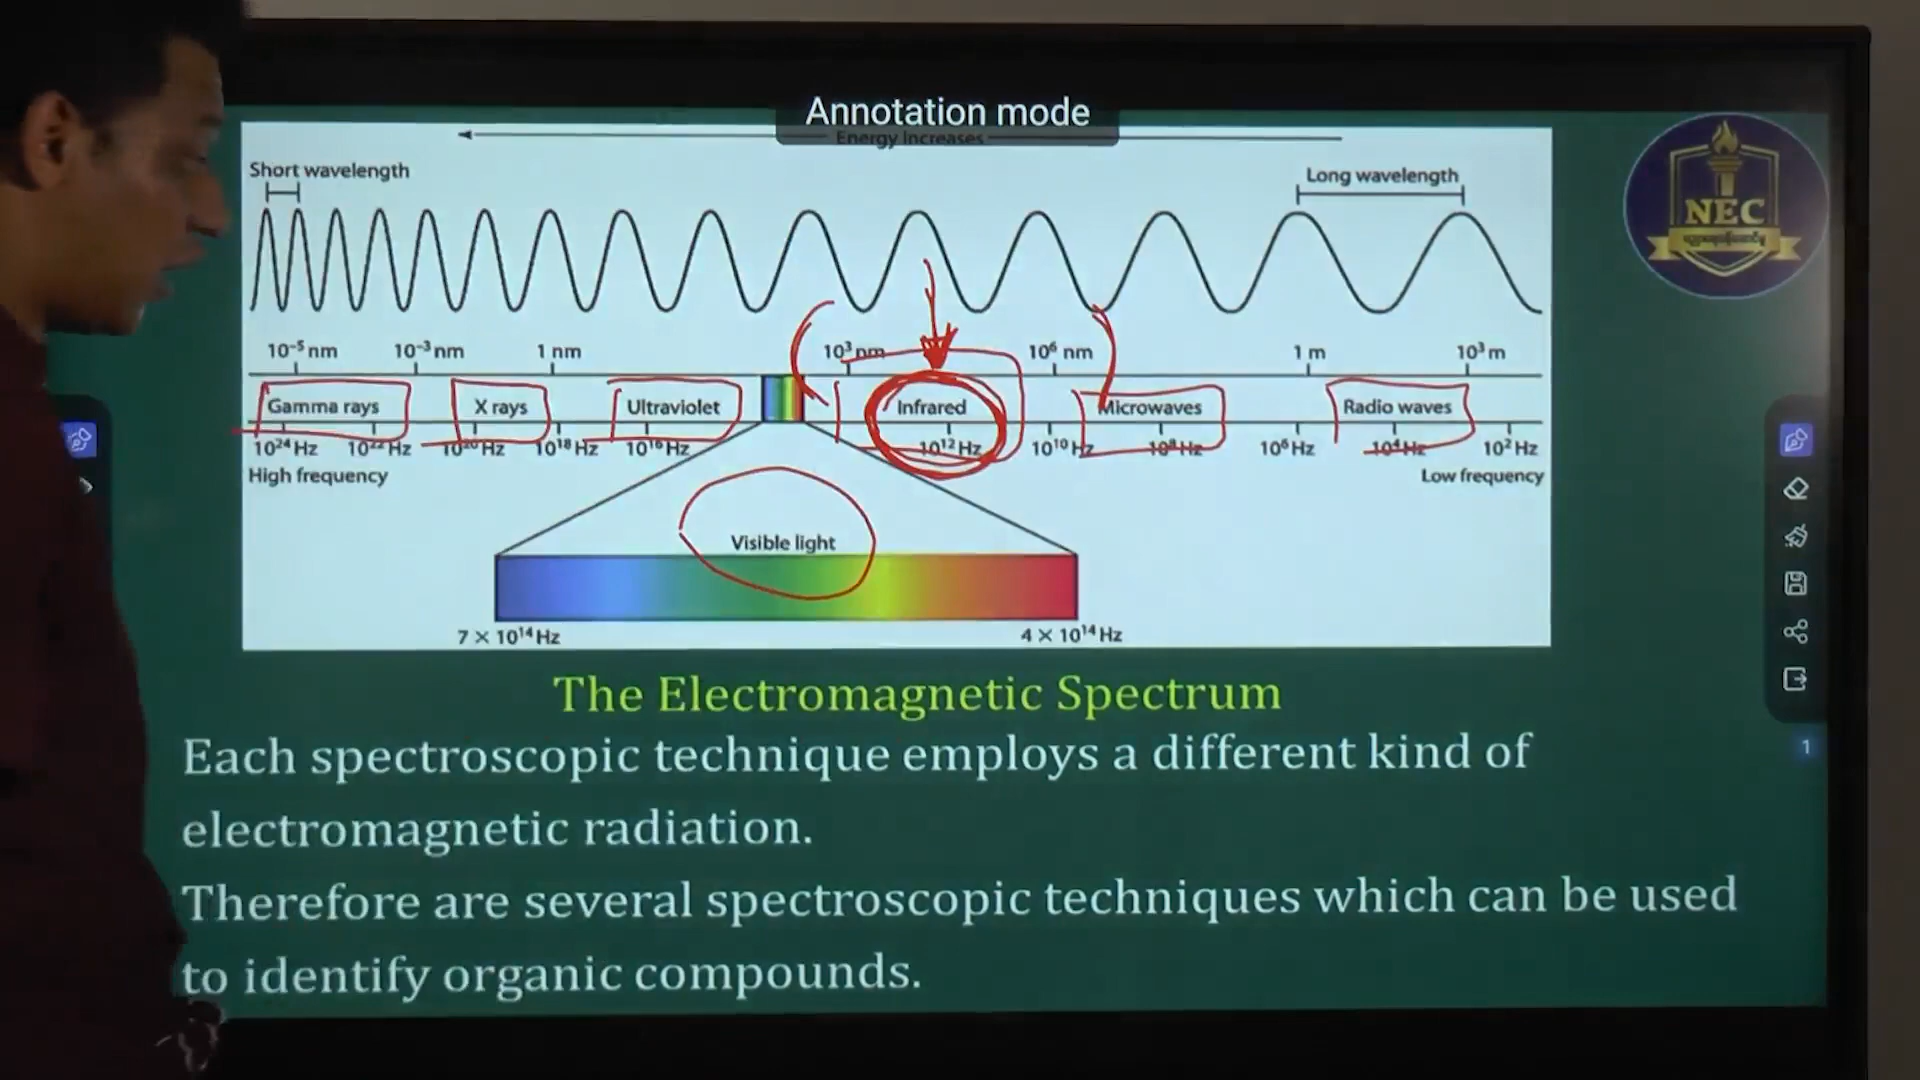 Annotation mode
Energy Increases
Short wavelength
Long wavelength
NEC
10⁻⁵ nm 10⁻³ nm 1 nm 10³ nm 10⁶ nm 1 m 10³ m
Gamma rays X rays Ultraviolet Infrared Microwaves Radio waves
10²⁴ Hz 10²² Hz 10²⁰ Hz 10¹⁸ Hz 10¹⁶ Hz 10¹² Hz 10¹⁰ Hz 10⁸ Hz 10⁶ Hz 10⁴ Hz 10² Hz
High frequency Low frequency
Visible light
7 × 10¹⁴ Hz 4 × 10¹⁴ Hz
The Electromagnetic Spectrum
Each spectroscopic technique employs a different kind of
electromagnetic radiation.
Therefore are several spectroscopic techniques which can be used
to identify organic compounds.
1